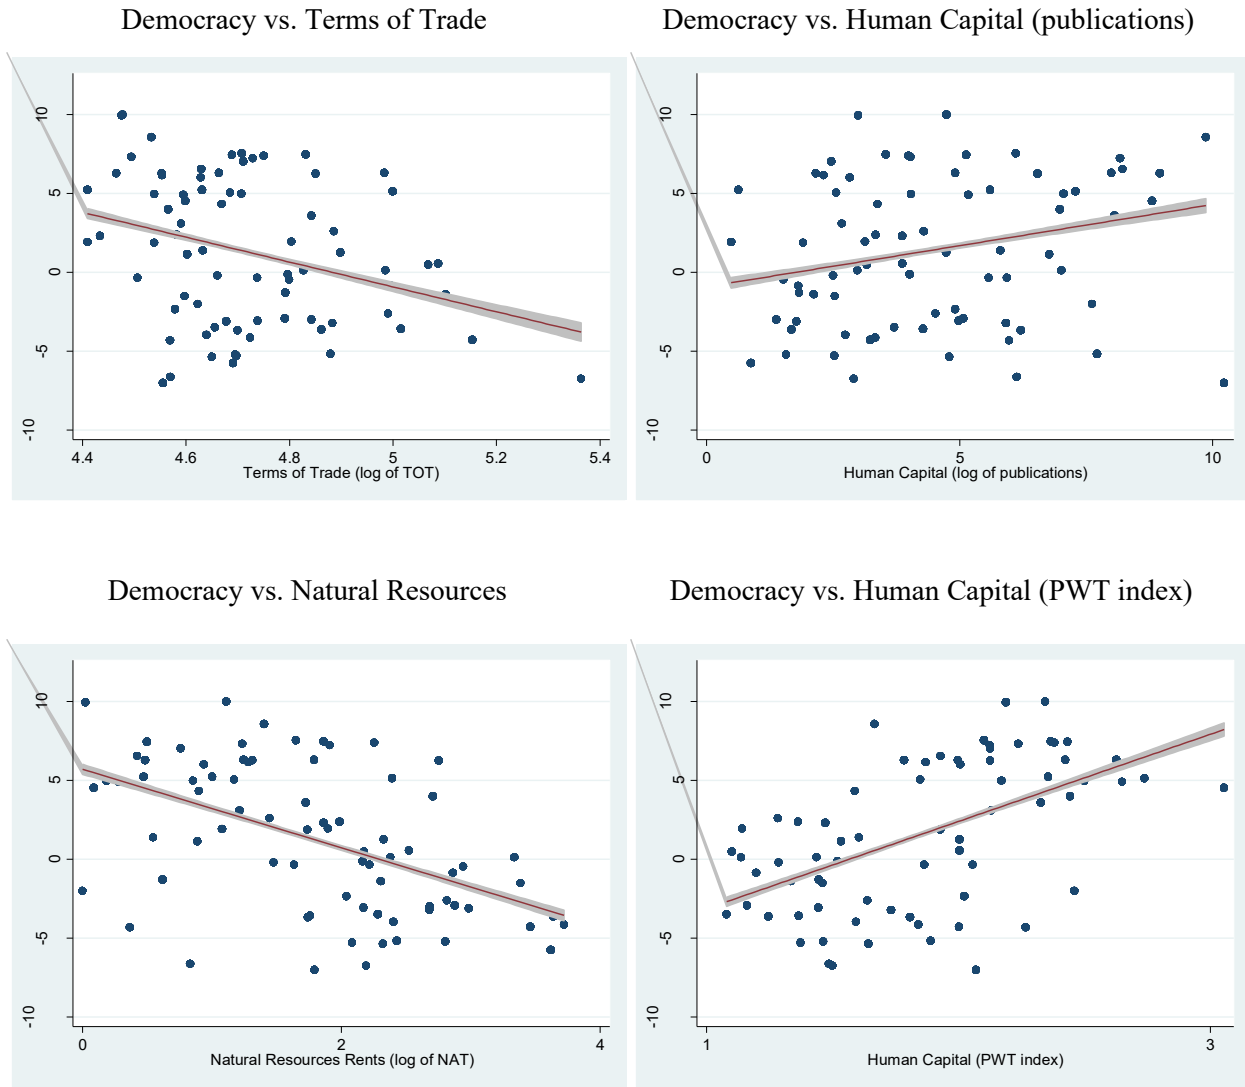 Democracy vs. Terms of Trade
10
5
0
-5
-10
4.4 4.6 4.8 5 5.2 5.4
Terms of Trade (log of TOT)
Democracy vs. Human Capital (publications)
10
5
0
-5
-10
0 5 10
Human Capital (log of publications)
Democracy vs. Natural Resources
10
5
0
-5
-10
0 2 4
Natural Resources Rents (log of NAT)
Democracy vs. Human Capital (PWT index)
10
5
0
-5
-10
1 3
Human Capital (PWT index)